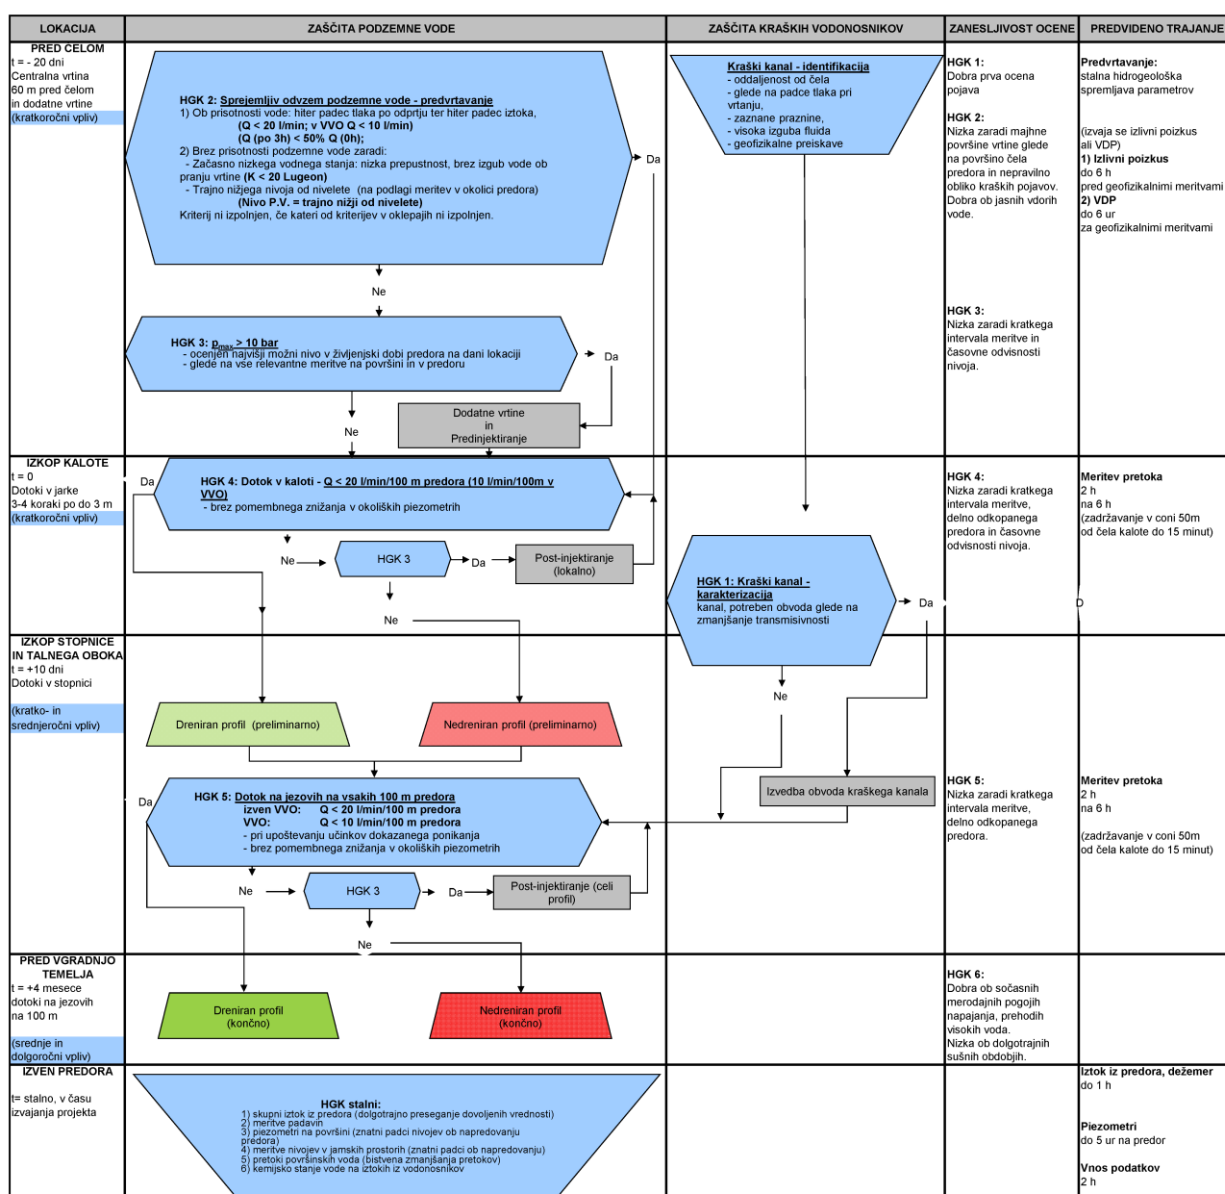 LOKACIJA
ZAŠČITA PODZEMNE VODE
ZAŠČITA KRAŠKIH VODONOSNIKOV
ZANESLJIVOST OCENE
PREDVIDENO TRAJANJE
PRED ČELOM
t = - 20 dni
Centralna vrtina
60 m pred čelom
in dodatne vrtine
(kratkoročni vpliv)
HGK 2: Sprejemljiv odvzem podzemne vode - predvrtavanje
1) Ob prisotnosti vode: hiter padec tlaka po odprtju ter hiter padec iztoka,
(Q < 20 l/min; v VVO Q < 10 l/min)
(Q (po 3h) < 50% Q (0h);
2) Brez prisotnosti podzemne vode zaradi:
- Začasno nizkega vodnega stanja: nizka prepustnost, brez izgub vode ob
pranju vrtine (K < 20 Lugeon)
- Trajno nižjega nivoja od nivelete (na podlagi meritev v okolici predora)
(Nivo P.V. = trajno nižji od nivelete)
Kriterij ni izpolnjen, če kateri od kriterijev v oklepajih ni izpolnjen.
Da
Ne
HGK 3: pmax > 10 bar
- ocenjen najvišji možni nivo v življenjski dobi predora na dani lokaciji
- glede na vse relevantne meritve na površini in v predoru
Da
Ne
Dodatne vrtine
in
Predinjektiranje
Kraški kanal - identifikacija
- oddaljenost od čela
- glede na padce tlaka pri
vrtanju,
- zaznane praznine,
- visoka izguba fluida
- geofizikalne preiskave
HGK 1:
Dobra prva ocena
pojava
HGK 2:
Nizka zaradi majhne
površine vrtine glede
na površino čela
predora in nepravilno
obliko kraških pojavov.
Dobra ob jasnih vdorih
vode.
HGK 3:
Nizka zaradi kratkega
intervala meritve in
časovne odvisnosti
nivoja.
Predvrtavanje:
stalna hidrogeološka
spremljava parametrov
(izvaja se izlivni poizkus
ali VDP)
1) Izlivni poizkus
do 6 h
pred geofizikalnimi meritvami
2) VDP
do 6 ur
za geofizikalnimi meritvami
IZKOP KALOTE
t = 0
Dotoki v jarke
3-4 koraki po do 3 m
(kratkoročni vpliv)
Da
HGK 4: Dotok v kaloti - Q < 20 l/min/100 m predora (10 l/min/100m v
VVO)
- brez pomembnega znižanja v okoliških piezometrih
Ne
HGK 3
Da
Post-injektiranje
(lokalno)
Ne
HGK 1: Kraški kanal -
karakterizacija
kanal, potreben obvoda glede na
zmanjšanje transmisivnosti
Da
D
Ne
HGK 4:
Nizka zaradi kratkega
intervala meritve,
delno odkopanega
predora in časovne
odvisnosti nivoja.
Meritev pretoka
2 h
na 6 h
(zadržavanje v coni 50m
od čela kalote do 15 minut)
IZKOP STOPNICE
IN TALNEGA OBOKA
t = +10 dni
Dotoki v stopnici
(kratko- in
srednjeročni vpliv)
Dreniran profil (preliminarno)
Nedreniran profil (preliminarno)
Da
HGK 5: Dotok na jezovih na vsakih 100 m predora
izven VVO: Q < 20 l/min/100 m predora
VVO: Q < 10 l/min/100 m predora
- pri upoštevanju učinkov dokazanega ponikanja
- brez pomembnega znižanja v okoliških piezometrih
Izvedba obvoda kraškega kanala
Ne
HGK 3
Da
Post-injektiranje (celi
profil)
Ne
HGK 5:
Nizka zaradi kratkega
intervala meritve,
delno odkopanega
predora.
Meritev pretoka
2 h
na 6 h
(zadržavanje v coni 50m
od čela kalote do 15 minut)
PRED VGRADNJO
TEMELJA
t = +4 mesece
dotoki na jezovih
na 100 m
(srednje in
dolgoročni vpliv)
Dreniran profil
(končno)
Nedreniran profil
(končno)
HGK 6:
Dobra ob sočasnih
merodajnih pogojih
napajanja, prehodih
visokih voda.
Nizka ob dolgotrajnih
sušnih obdobjih.
IZVEN PREDORA
t= stalno, v času
izvajanja projekta
HGK stalni:
1) skupni iztok iz predora (dolgotrajno preseganje dovoljenih vrednosti)
2) meritve padavin
3) piezometri na površini (znatni padci nivojev ob napredovanju
predora)
4) meritve nivojev v jamskih prostorih (znatni padci ob napredovanju)
5) pretoki površinskih voda (bistvena zmanjšanja pretokov)
6) kemijsko stanje vode na iztokih iz vodonosnikov
Iztok iz predora, dežemer
do 1 h
Piezometri
do 5 ur na predor
Vnos podatkov
2 h